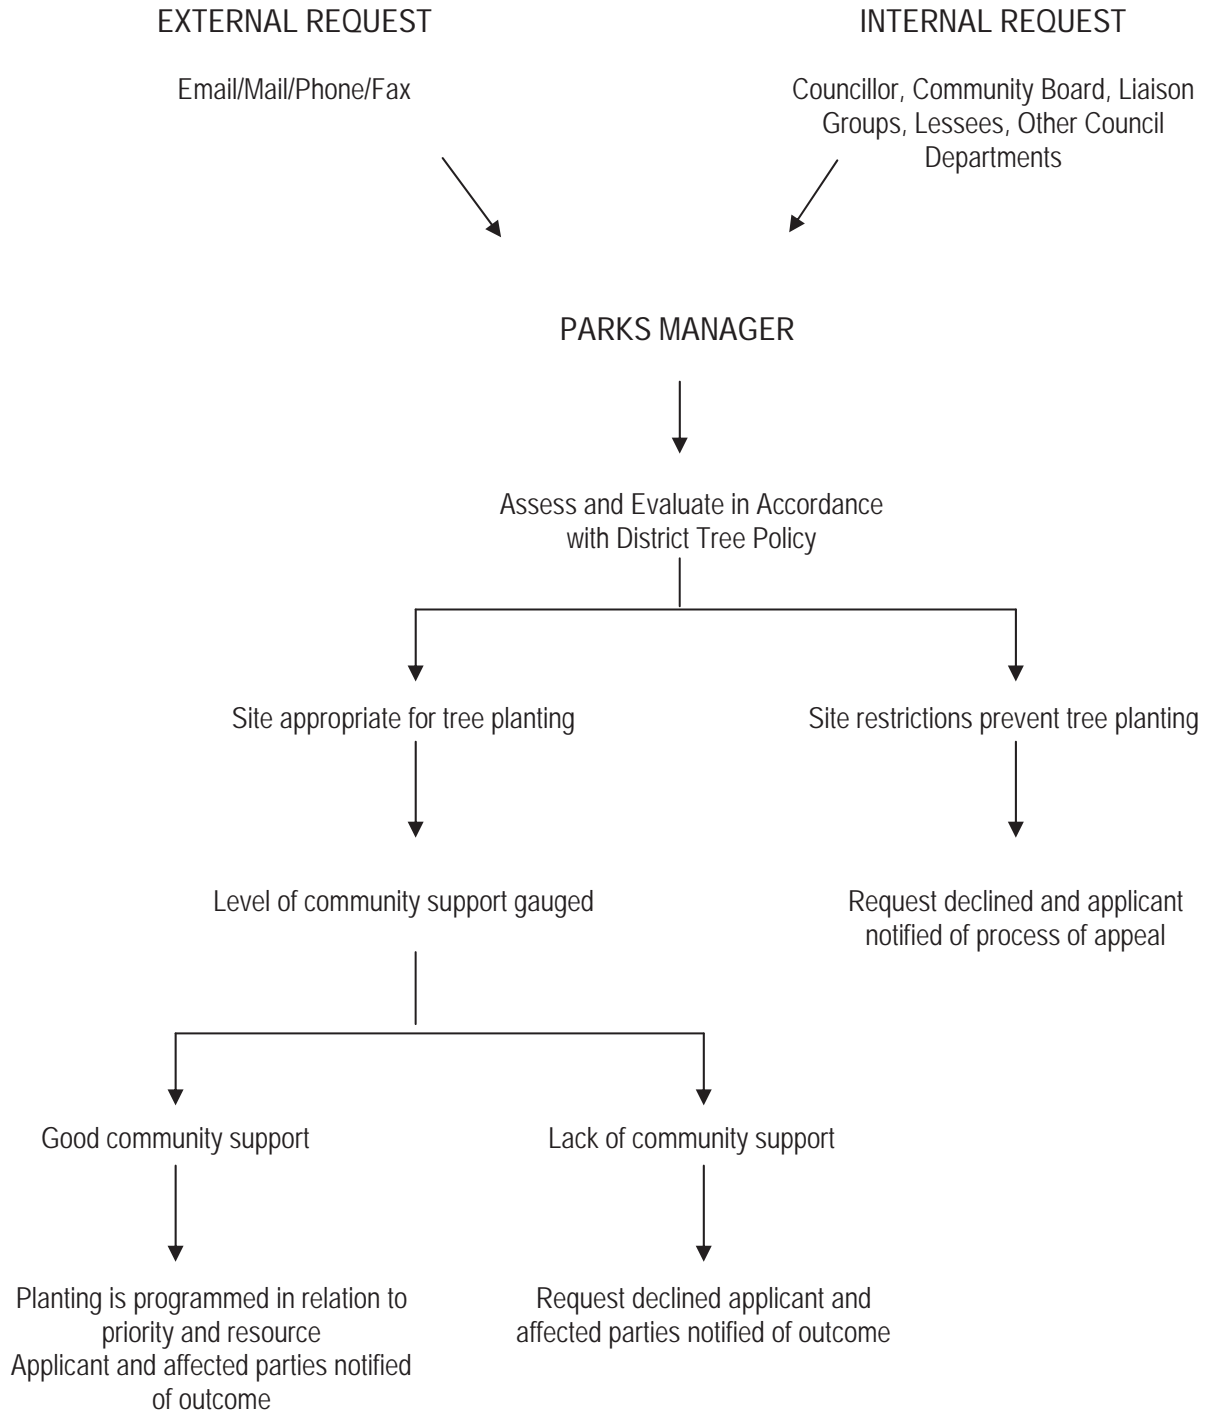 EXTERNAL REQUEST
INTERNAL REQUEST
Email/Mail/Phone/Fax
Councillor, Community Board, Liaison
Groups, Lessees, Other Council
Departments
PARKS MANAGER
Assess and Evaluate in Accordance
with District Tree Policy
Site appropriate for tree planting
Site restrictions prevent tree planting
Level of community support gauged
Request declined and applicant
notified of process of appeal
Good community support
Lack of community support
Planting is programmed in relation to
priority and resource
Applicant and affected parties notified
of outcome
Request declined applicant and
affected parties notified of outcome